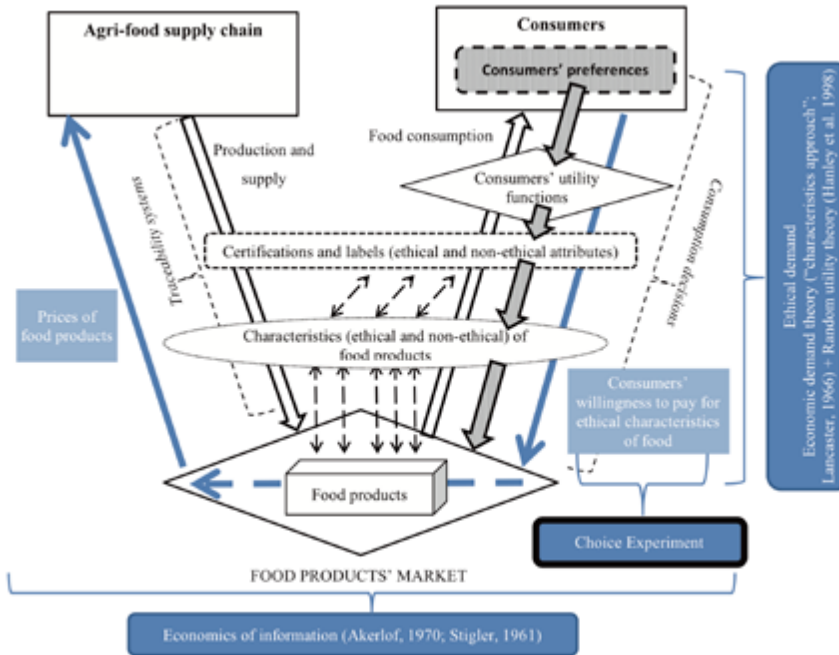 Agri-food supply chain
Consumers
Consumers' preferences
Production and
supply
Food consumption
Consumers' utility
functions
Traceability systems
Consumption decisions
Certifications and labels (ethical and non-ethical attributes)
Prices of
food products
Characteristics (ethical and non-ethical) of
food products
Consumers'
willingness to pay for
ethical characteristics
of food
Food products
Choice Experiment
FOOD PRODUCTS' MARKET
Economics of information (Akerlof, 1970; Stigler, 1961)
Ethical demand
Economic demand theory ("characteristics approach";
Lancaster, 1966) + Random utility theory (Hanley et al. 1998)